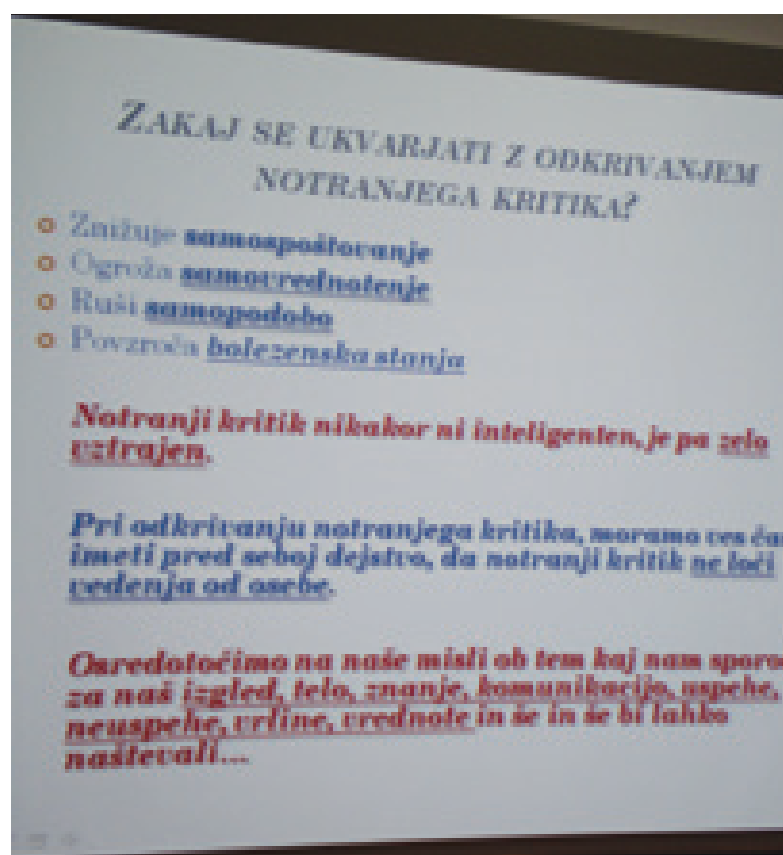 ZAKAJ SE UKVARJATI Z ODKRIVANJEM
NOTRANJEGA KRITIKA?
Znižuje samospoštovanje
Ogroža samovrednotenje
Ruši samopodobo
Povzroča bolezenska stanja
Notranji kritik nikakor ni inteligenten, je pa zelo
vztrajen.
Pri odkrivanju notranjega kritika, moramo ves ča
imeti pred seboj dejstvo, da notranji kritik ne loči
vedenja od osebe.
Osredotočimo na naše misli ob tem kaj nam sporo
za naš izgled, telo, znanje, komunikacijo, uspehe,
neuspehe, vrline, vrednote in še in še bi lahko
naštevali...